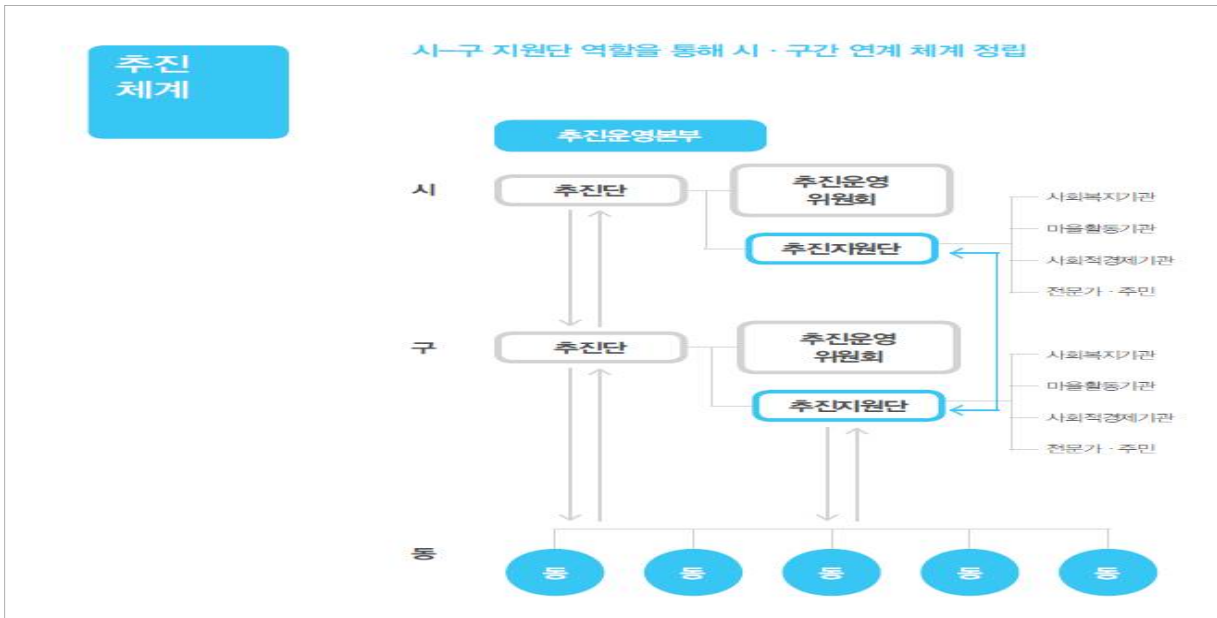 추진
체계
시-구 지원단 역할을 통해 시 · 구간 연계 체계 정립
추진운영본부
시
추진단
추진운영
위원회
추진지원단
사회복지기관
마을활동기관
사회적경제기관
전문가 · 주민
구
추진단
추진운영
위원회
추진지원단
사회복지기관
마을활동기관
사회적경제기관
전문가 · 주민
동
동 동 동 동 동